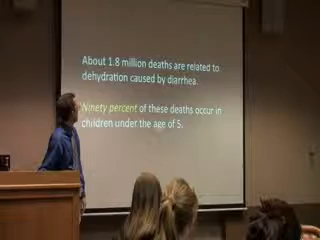 About 1.8 million deaths are related to
dehydration caused by diarrhea.
Ninety percent of these deaths occur in
children under the age of 5.